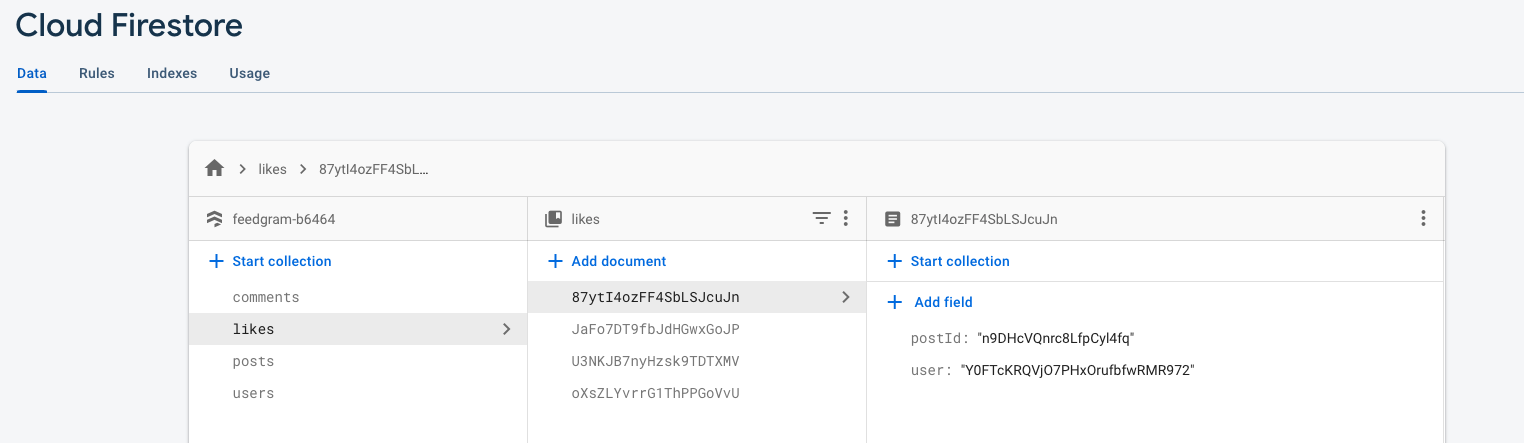 Cloud Firestore
Data Rules Indexes Usage
likes 87ytI4ozFF4SbL...
feedgram-b6464
Start collection
comments
likes
posts
users
likes
Add document
87ytI4ozFF4SbLSJcuJn
JaFo7DT9fbJdHGwxGoJP
U3NKJB7nyHzsk9TDTXMV
oXsZLYvrrG1ThPPGoVvU
87ytI4ozFF4SbLSJcuJn
Start collection
Add field
postId: "n9DHcVQnrc8LfpCyl4fq"
user: "Y0FTcKRQVjO7PHxOrufbfwRMR972"